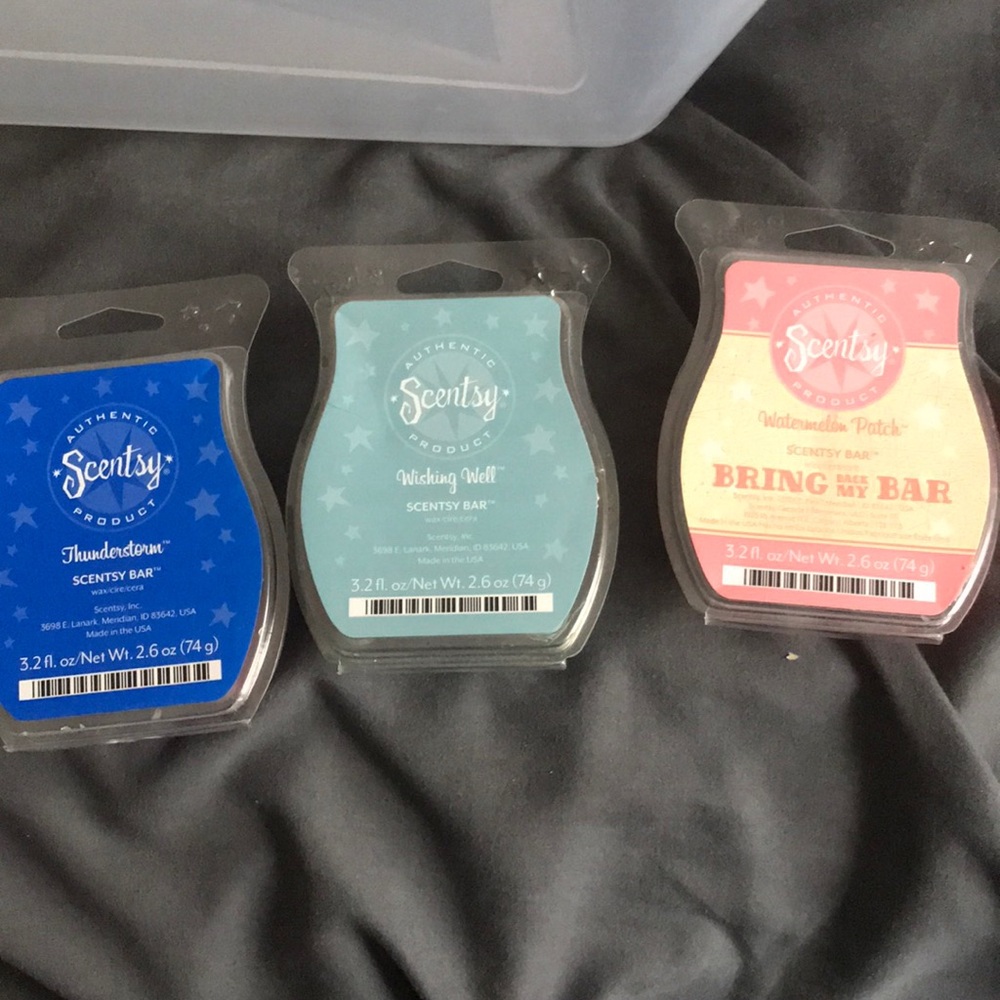 AUTHENTIC
Scentsy
PRODUCT
Thunderstorm™
SCENTSY BAR™
wax/cire/cera
Scentsy, Inc.
3698 E. Lanark, Meridian, ID 83642, USA
Made in the USA
3.2 fl. oz/Net Wt. 2.6 oz (74 g)
AUTHENTIC
Scentsy
PRODUCT
Wishing Well™
SCENTSY BAR™
wax/cire/cera
Scentsy, Inc.
3698 E. Lanark, Meridian, ID 83642, USA
Made in the USA
3.2 fl. oz/Net Wt. 2.6 oz (74 g)
AUTHENTIC
Scentsy
PRODUCT
Watermelon Patch™
SCENTSY BAR™
BRING BACK MY BAR
3.2 fl. oz/Net Wt. 2.6 oz (74 g)